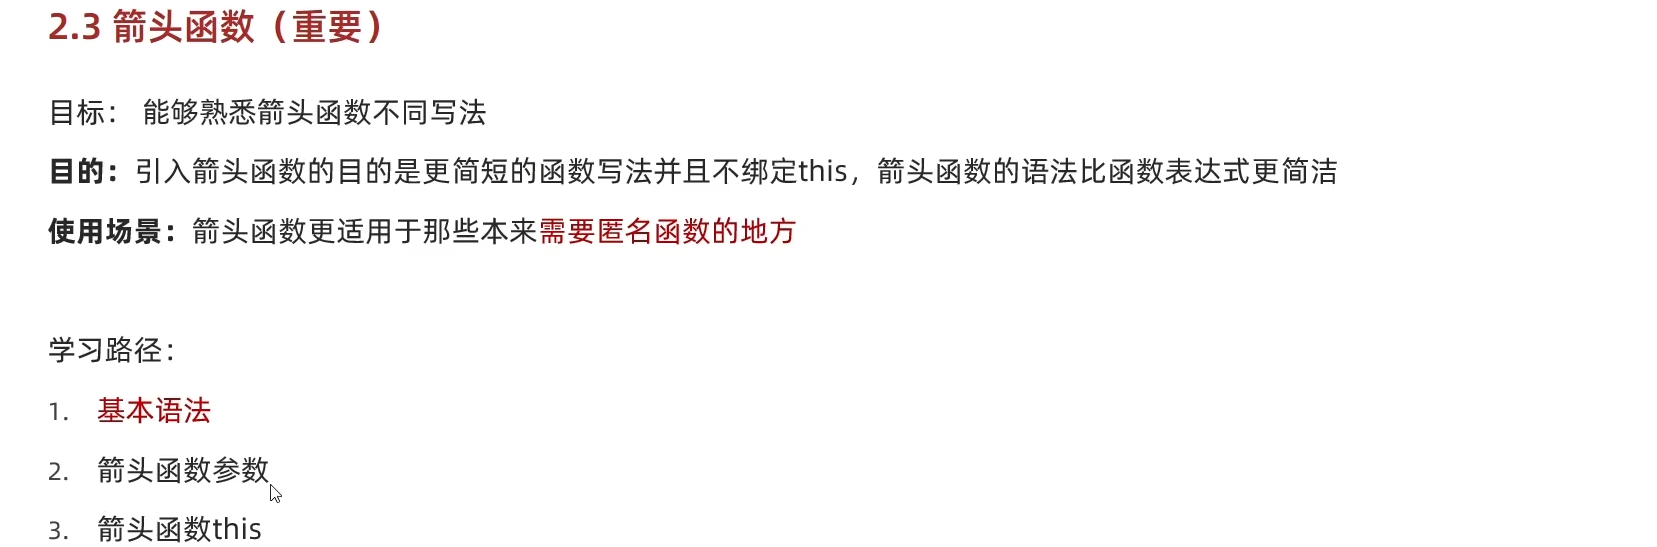 2.3 箭头函数（重要）
目标： 能够熟悉箭头函数不同写法
目的：引入箭头函数的目的是更简短的函数写法并且不绑定this，箭头函数的语法比函数表达式更简洁
使用场景：箭头函数更适用于那些本来需要匿名函数的地方
学习路径：
1. 基本语法
2. 箭头函数参数
3. 箭头函数this